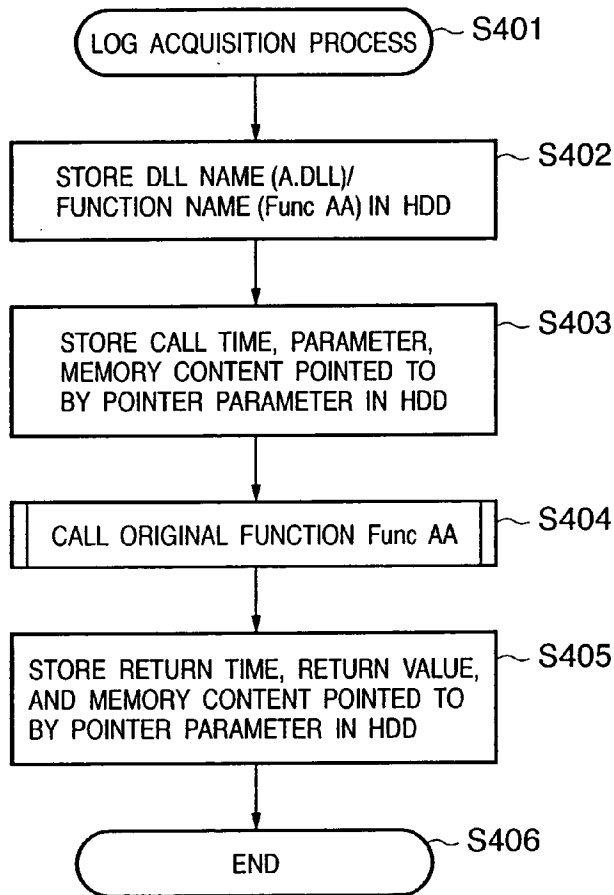 LOG ACQUISITION PROCESS
S401
STORE DLL NAME (A.DLL)/
FUNCTION NAME (Func AA) IN HDD
S402
STORE CALL TIME, PARAMETER,
MEMORY CONTENT POINTED TO
BY POINTER PARAMETER IN HDD
S403
CALL ORIGINAL FUNCTION Func AA
S404
STORE RETURN TIME, RETURN VALUE,
AND MEMORY CONTENT POINTED TO
BY POINTER PARAMETER IN HDD
S405
END
S406